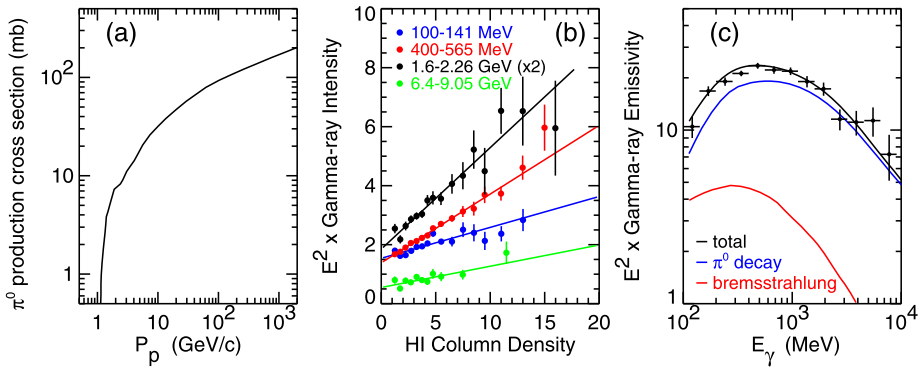 (a)
π⁰ production cross section (mb)
10²
10
1
1
10
10²
10³
Pp (GeV/c)
(b)
100-141 MeV
400-565 MeV
1.6-2.26 GeV (x2)
6.4-9.05 GeV
E² x Gamma-ray Intensity
10
8
6
4
2
0
0
5
10
15
20
HI Column Density
(c)
E² x Gamma-ray Emissivity
10
1
total
π⁰ decay
bremsstrahlung
10²
10³
10⁴
Eγ (MeV)